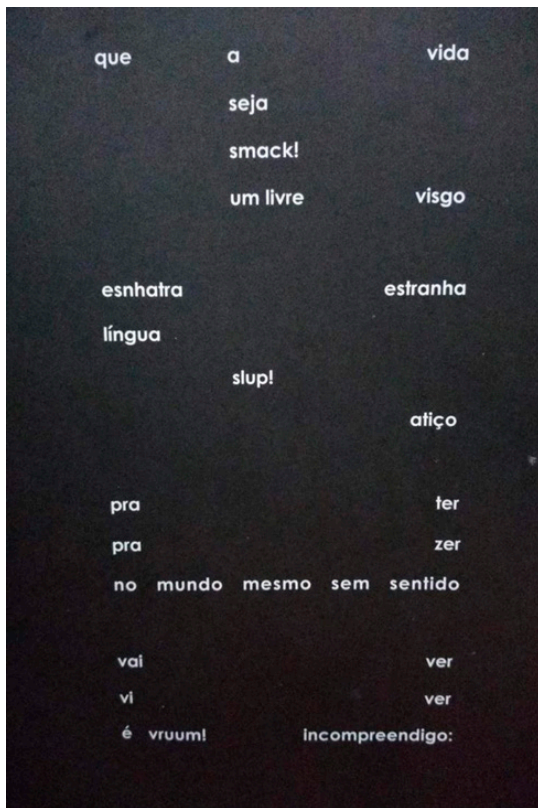 que a vida
seja
smack!
um livre visgo
esnhatra estranha
língua
slup!
atiço
pra ter
pra zer
no mundo mesmo sem sentido
vai ver
vi ver
é vruum! incompreendigo: